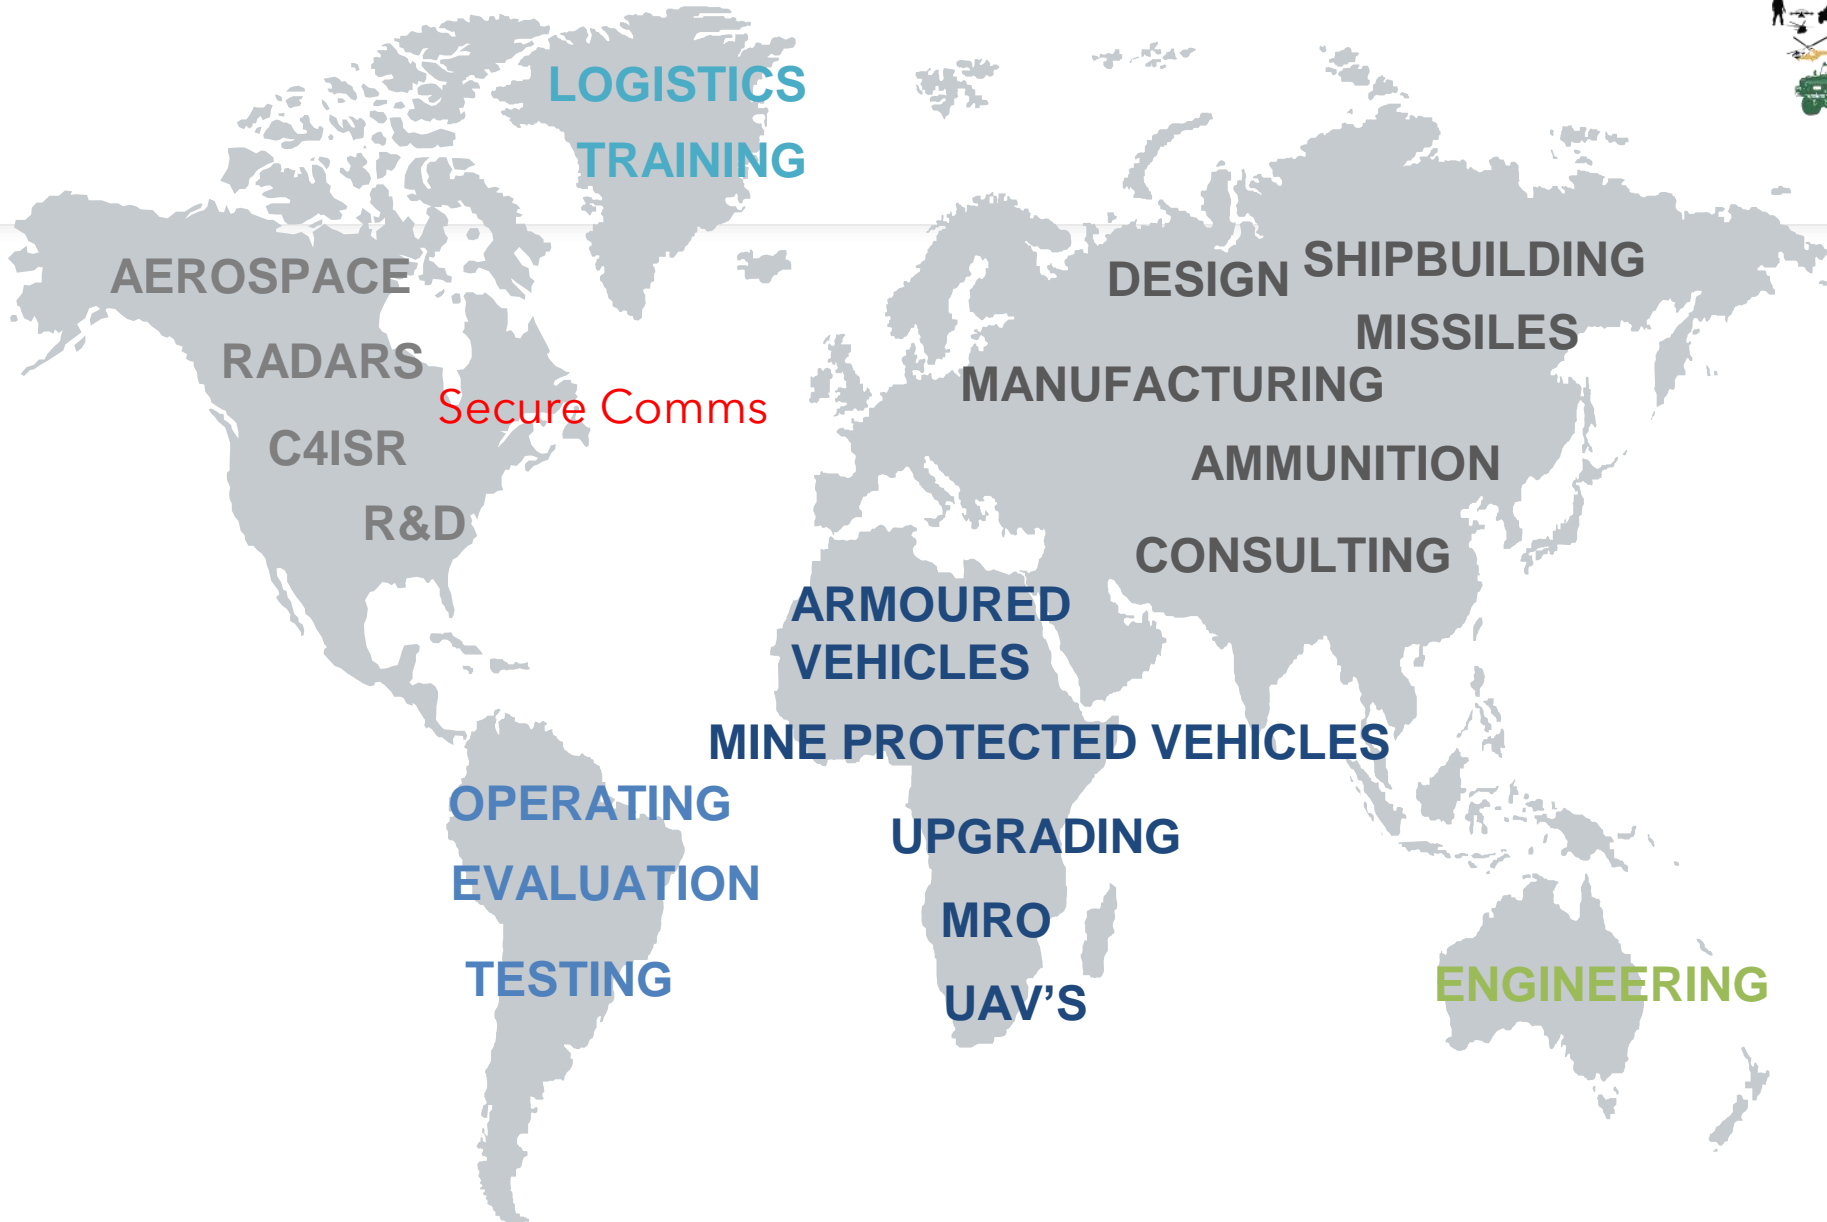 LOGISTICS
TRAINING
AEROSPACE
RADARS
Secure Comms
C4ISR
R&D
DESIGN
SHIPBUILDING
MISSILES
MANUFACTURING
AMMUNITION
CONSULTING
ARMOURED
VEHICLES
MINE PROTECTED VEHICLES
OPERATING
EVALUATION
TESTING
UPGRADING
MRO
UAV’S
ENGINEERING